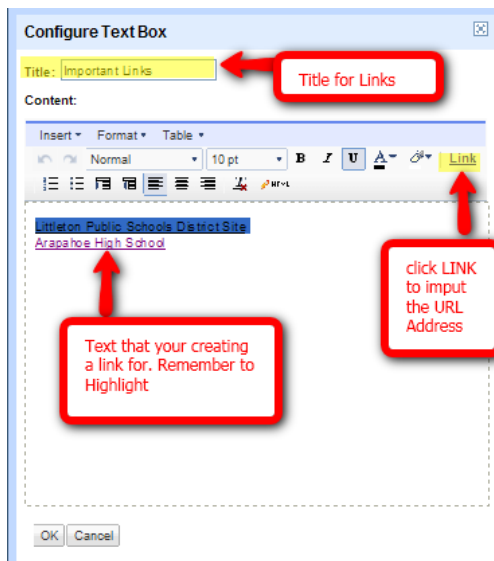 Configure Text Box
Title: Important Links
Title for Links
Content:
Insert Format Table
Normal 10 pt B I U A Link
HTML
Littleton Public Schools District Site
Arapahoe High School
click LINK
to imput
the URL
Address
Text that your creating
a link for. Remember to
Highlight
OK Cancel